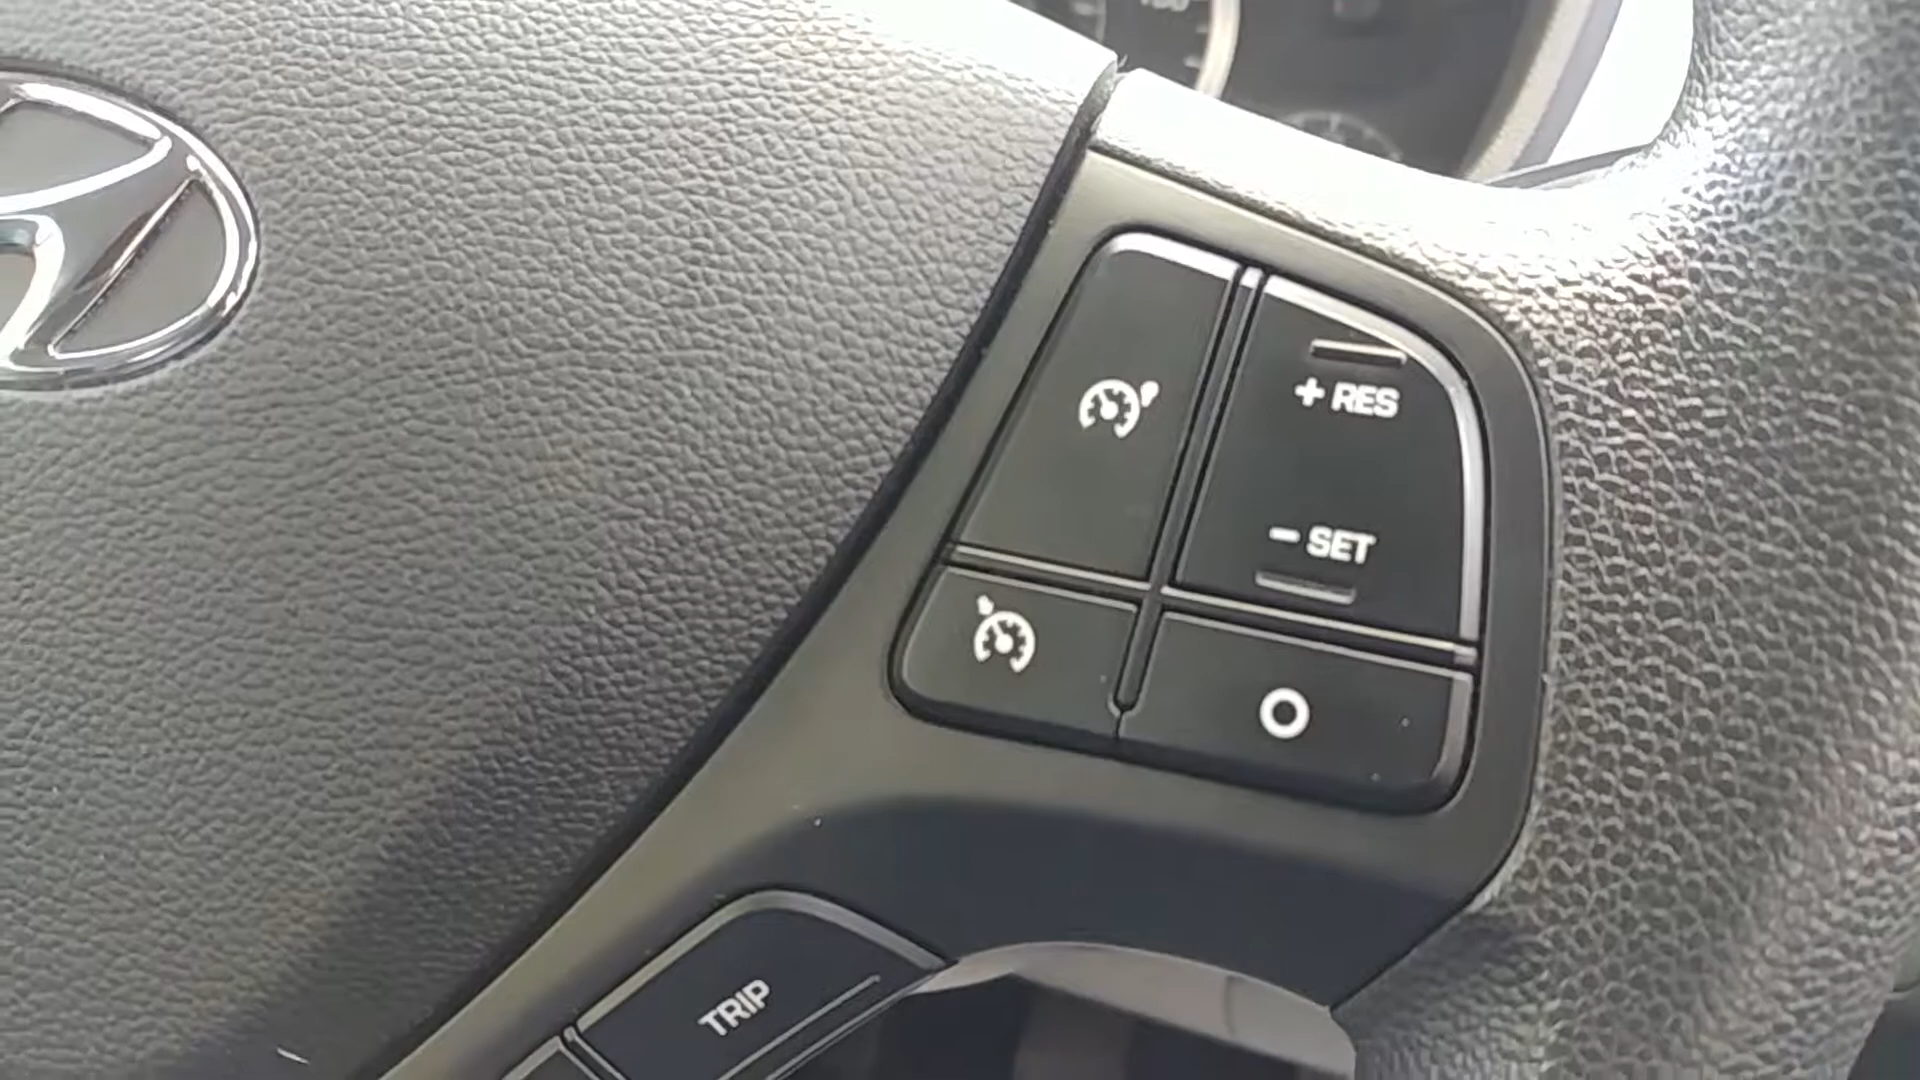 + RES
- SET
O
TRIP